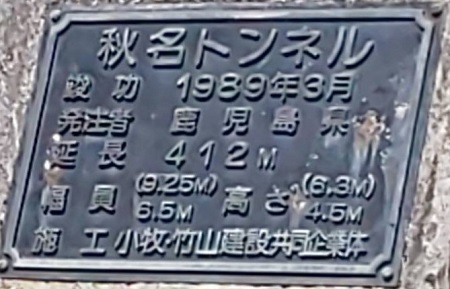 秋名トンネル
竣功 1989年3月
発注者 鹿児島県
延長 412M
幅員 (9.25M) 6.5M 高さ (6.3M) 4.5M
施工 小牧・竹山建設共同企業体